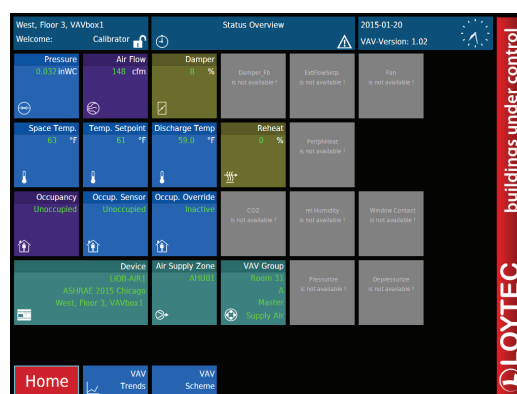 West, Floor 3, VAVbox1
Welcome: Calibrator
Status Overview
2015-01-20
VAV-Version: 1.02
Pressure
0.032 inWC
Air Flow
148 cfm
Damper
8 %
Damper_Fb
is not available !
ExtFlowSetp.
is not available !
Fan
is not available !
Space Temp.
63 °F
Temp. Setpoint
61 °F
Discharge Temp
59.0 °F
Reheat
0 %
PeriphHeat
is not available !
Occupancy
Unoccupied
Occup. Sensor
Unoccupied
Occup. Override
Inactive
CO2
is not available !
rel.Humidity
is not available !
Window Contact
is not available !
Device
LIOB-AIR1
ASHRAE 2015 Chicago
West, Floor 3, VAVbox1
Air Supply Zone
AHU01
VAV Group
Room 31
A
Master
Supply Air
Pressurize
is not available !
Depressurize
is not available !
Home
VAV
Trends
VAV
Scheme
buildings under control
LOYTEC